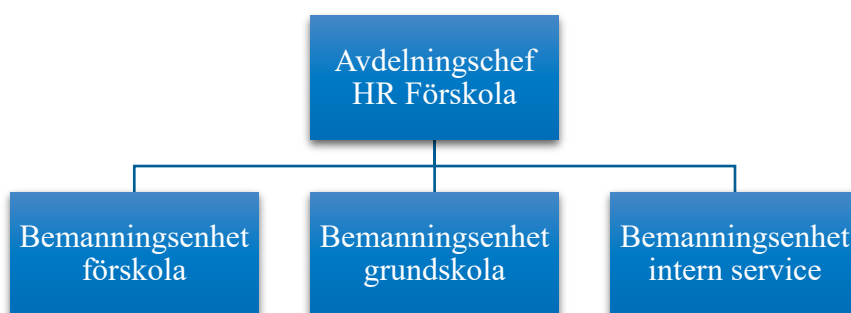 Avdelningschef
HR Förskola
Bemanningsenhet
förskola
Bemanningsenhet
grundskola
Bemanningsenhet
intern service